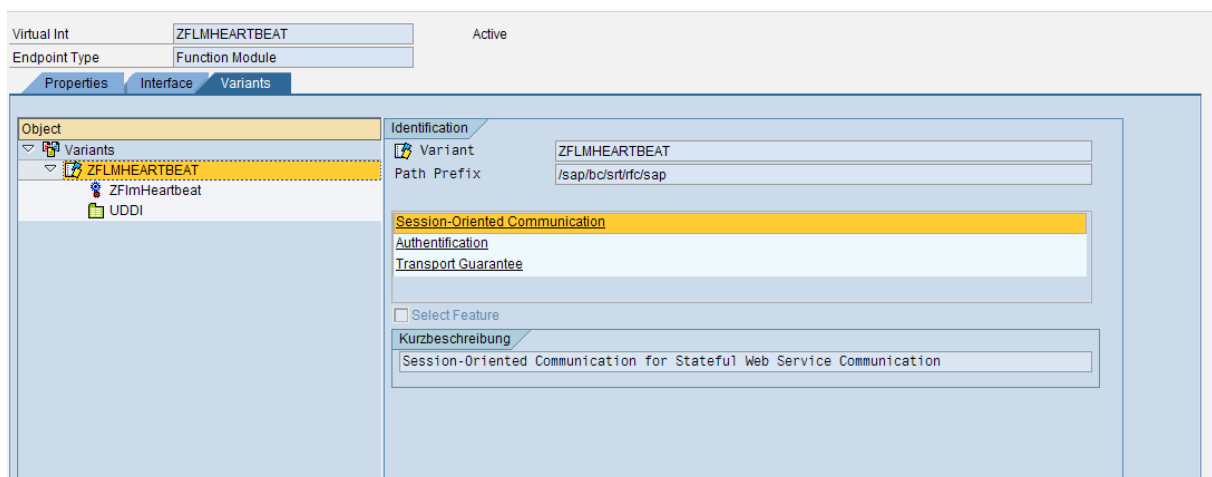 Virtual Int ZFLMHEARTBEAT Active
Endpoint Type Function Module
Properties Interface Variants
Object
Variants
ZFLMHEARTBEAT
ZFlmHeartbeat
UDDI
Identification
Variant ZFLMHEARTBEAT
Path Prefix /sap/bc/srt/rfc/sap
Session-Oriented Communication
Authentification
Transport Guarantee
Select Feature
Kurzbeschreibung
Session-Oriented Communication for Stateful Web Service Communication